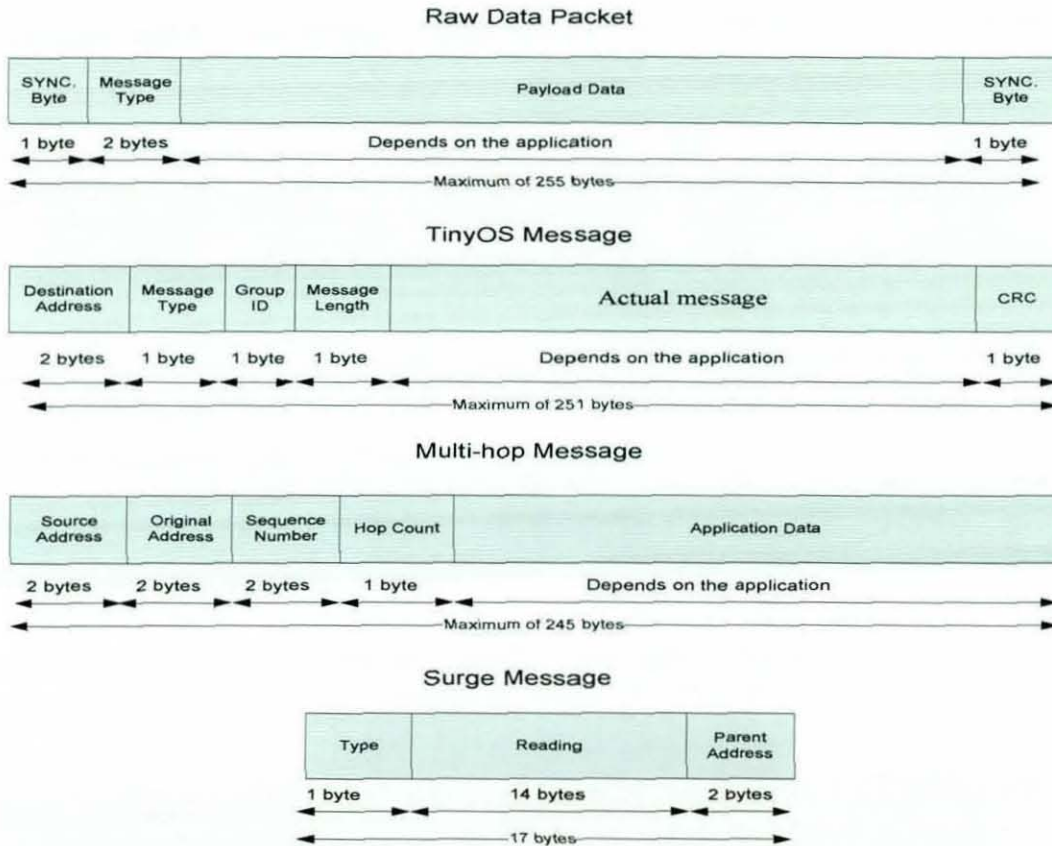 Raw Data Packet
SYNC. Byte
Message Type
Payload Data
SYNC. Byte
1 byte
2 bytes
Depends on the application
1 byte
Maximum of 255 bytes
TinyOS Message
Destination Address
Message Type
Group ID
Message Length
Actual message
CRC
2 bytes
1 byte
1 byte
1 byte
Depends on the application
1 byte
Maximum of 251 bytes
Multi-hop Message
Source Address
Original Address
Sequence Number
Hop Count
Application Data
2 bytes
2 bytes
2 bytes
1 byte
Depends on the application
Maximum of 245 bytes
Surge Message
Type
Reading
Parent Address
1 byte
14 bytes
2 bytes
17 bytes